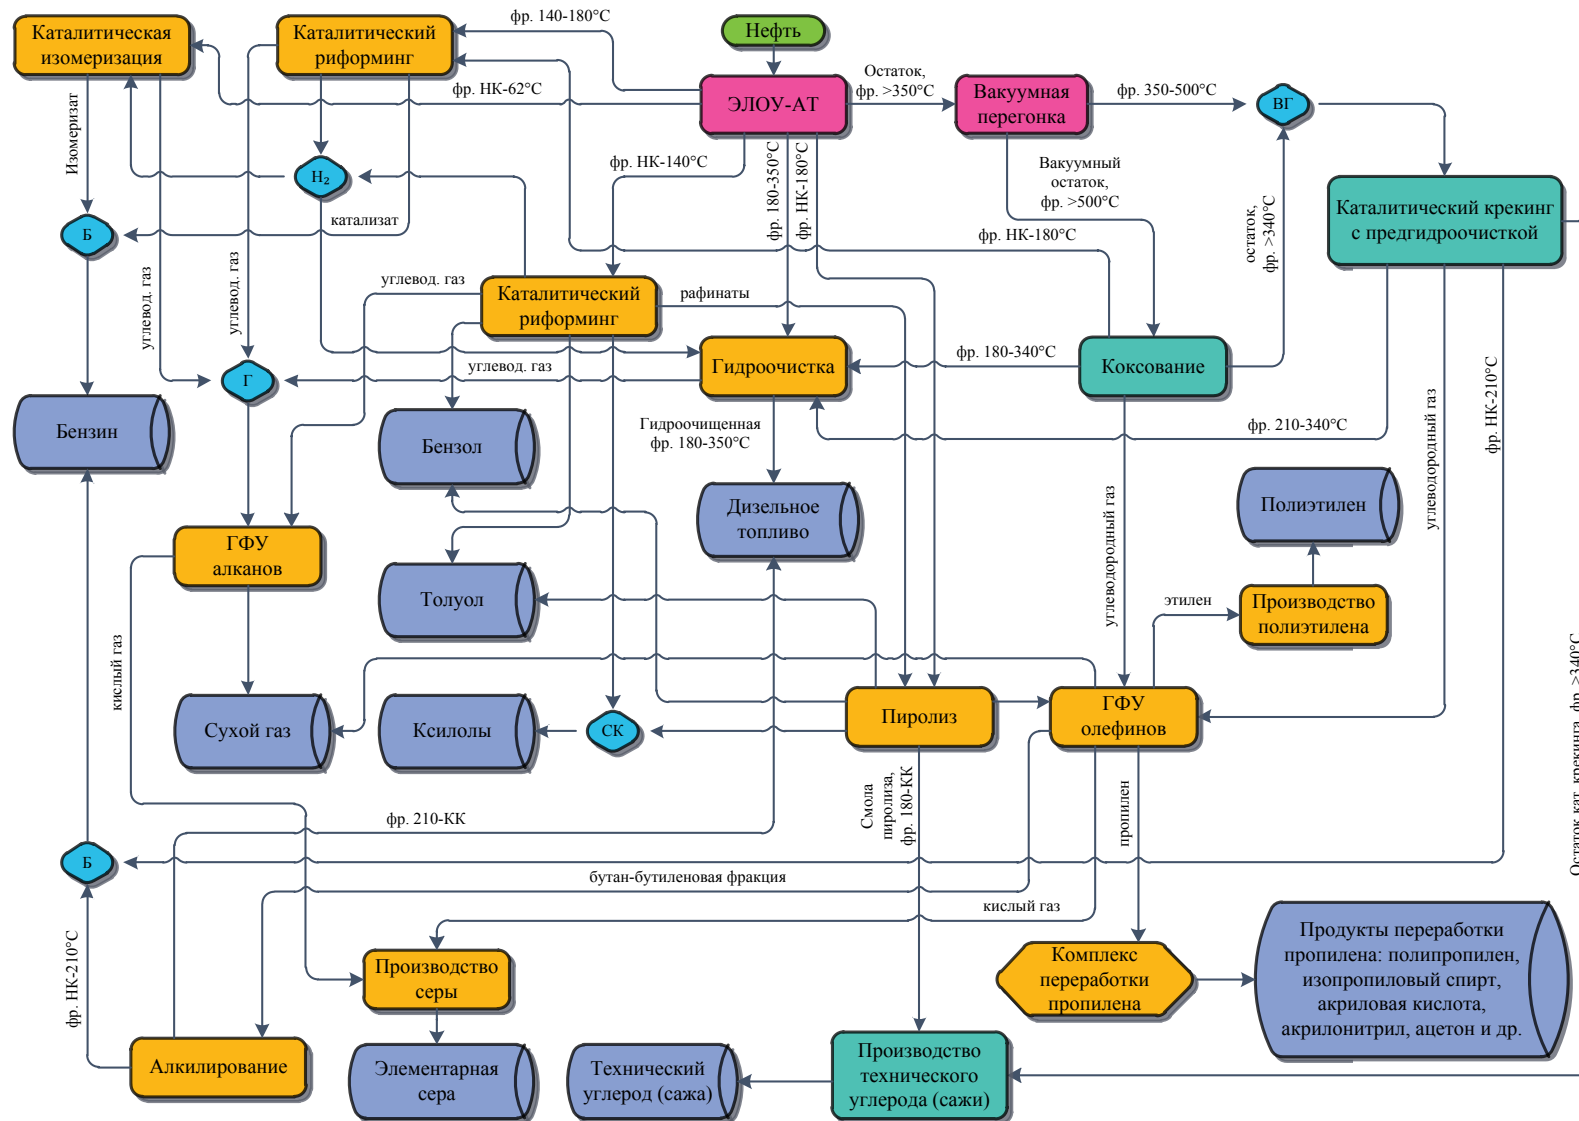 Нефть
ЭЛОУ-АТ
Остаток,
фр. >350°С
Вакуумная
перегонка
фр. 350-500°С
ВГ
Каталитическая
изомеризация
Каталитический
риформинг
фр. 140-180°С
фр. НК-62°С
Изомеризат
углевод. газ
углевод. газ
Н₂
катализат
Б
фр. НК-140°С
фр. 180-350°С
фр. НК-180°С
Вакуумный
остаток,
фр. >500°С
фр. НК-180°С
остаток,
фр. >340°С
Каталитический крекинг
с предгидроочисткой
углевод. газ
Каталитический
риформинг
рафинаты
Гидроочистка
фр. 180-340°С
Коксование
Г
углевод. газ
Бензин
Бензол
Гидроочищенная
фр. 180-350°С
фр. 210-340°С
углеводородный газ
фр. НК-210°С
Дизельное
топливо
Полиэтилен
ГФУ
алканов
Толуол
углеводородный газ
этилен
Производство
полиэтилена
кислый газ
Сухой газ
Ксилолы
СК
Пиролиз
ГФУ
олефинов
Остаток кат. крекинга, фр. >340°С
Смола
пиролиза,
фр. 180-КК
пропилен
фр. 210-КК
Б
бутан-бутиленовая фракция
кислый газ
фр. НК-210°С
Производство
серы
Комплекс
переработки
пропилена
Продукты переработки
пропилена: полипропилен,
изопропиловый спирт,
акриловая кислота,
акрилонитрил, ацетон и др.
Алкилирование
Элементарная
сера
Технический
углерод (сажа)
Производство
технического
углерода (сажи)